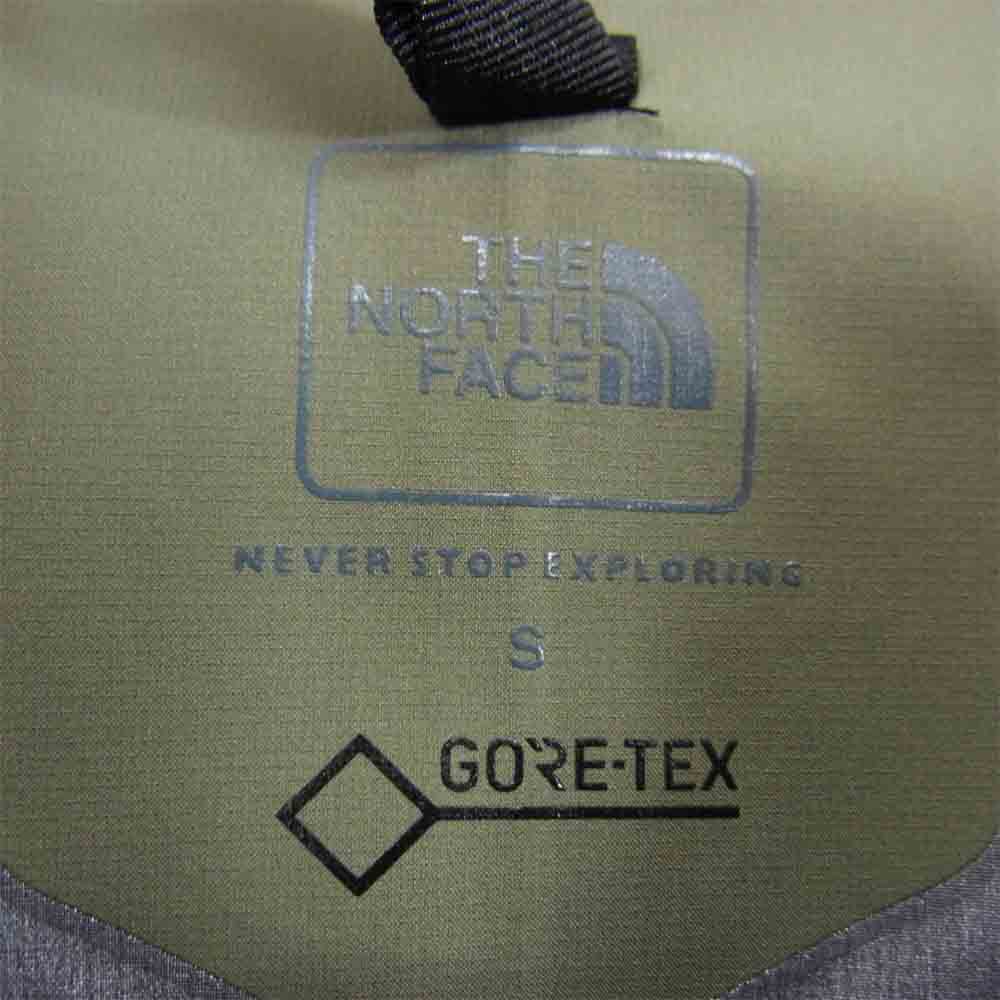 THE
NORTH
FACE
NEVER STOP EXPLORING
S
GORE-TEX